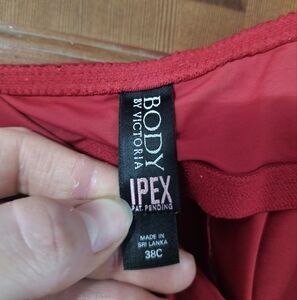 BODY
BY VICTORIA
IPEX
PAT. PENDING
MADE IN
SRI LANKA
38C